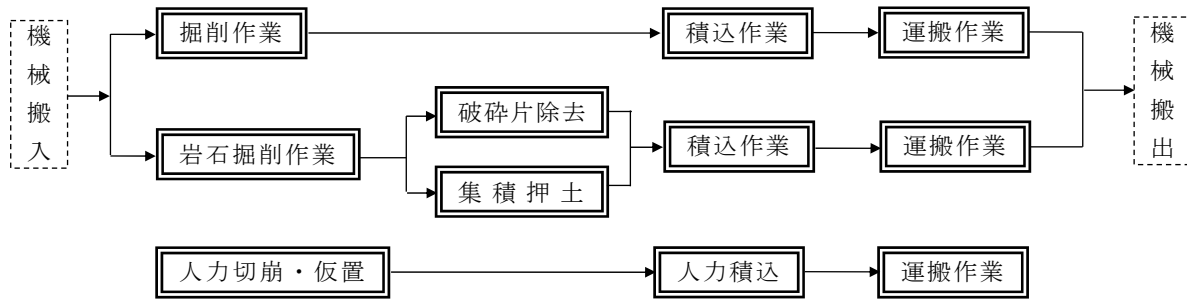 機械搬入
掘削作業
積込作業
運搬作業
機械搬出
破砕片除去
岩石掘削作業
積込作業
運搬作業
集積押土
人力切崩・仮置
人力積込
運搬作業